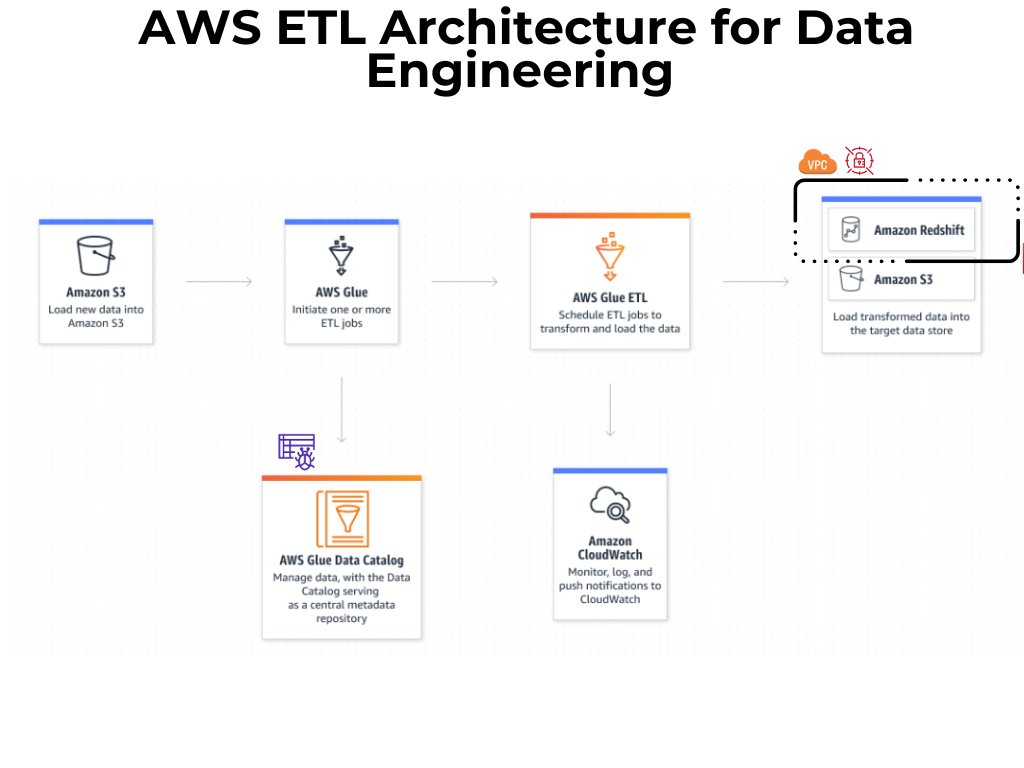 AWS ETL Architecture for Data
Engineering
VPC
Amazon Redshift
Amazon S3
Load transformed data into
the target data store
Amazon S3
Load new data into
Amazon S3
AWS Glue
Initiate one or more
ETL jobs
AWS Glue ETL
Schedule ETL jobs to
transform and load the data
AWS Glue Data Catalog
Manage data, with the Data
Catalog serving
as a central metadata
repository
Amazon
CloudWatch
Monitor, log, and
push notifications to
CloudWatch